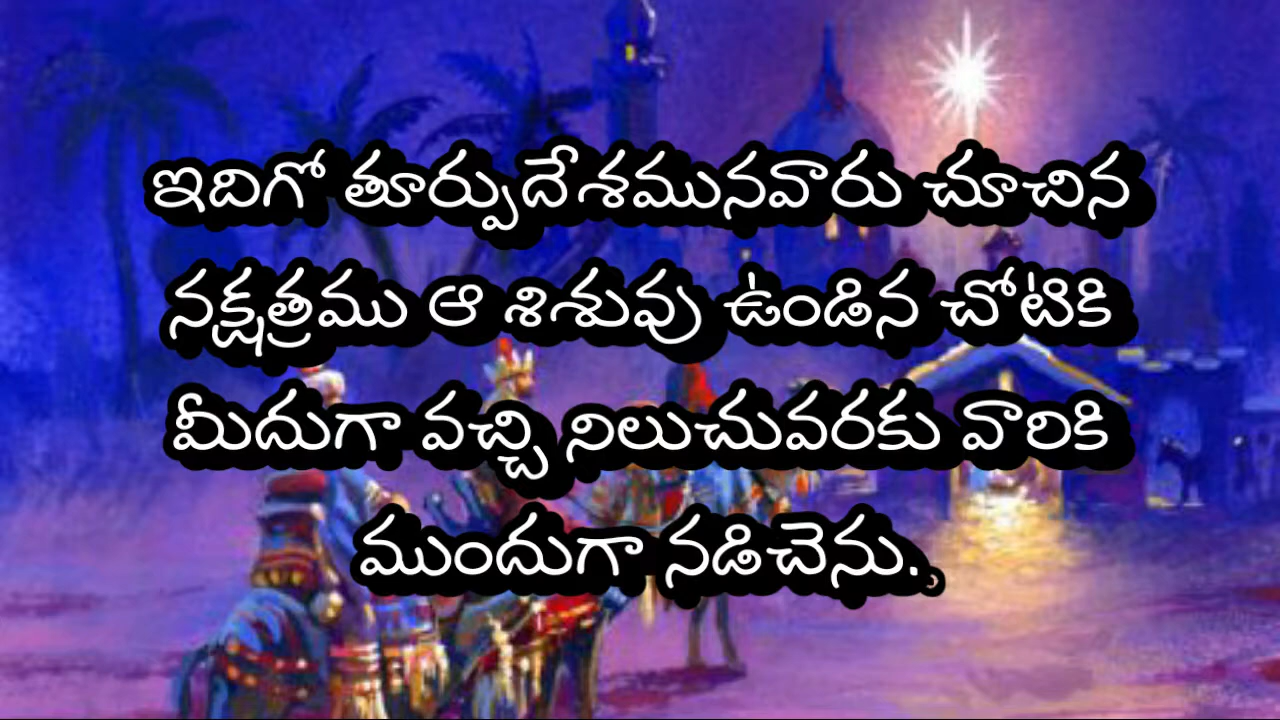 ఇదిగో తూర్పుదేశమునవారు చూచిన
నక్షత్రము ఆ శిశువు ఉండిన చోటికి
మీదుగా వచ్చి నిలుచువరకు వారికి
ముందుగా నడిచెను.